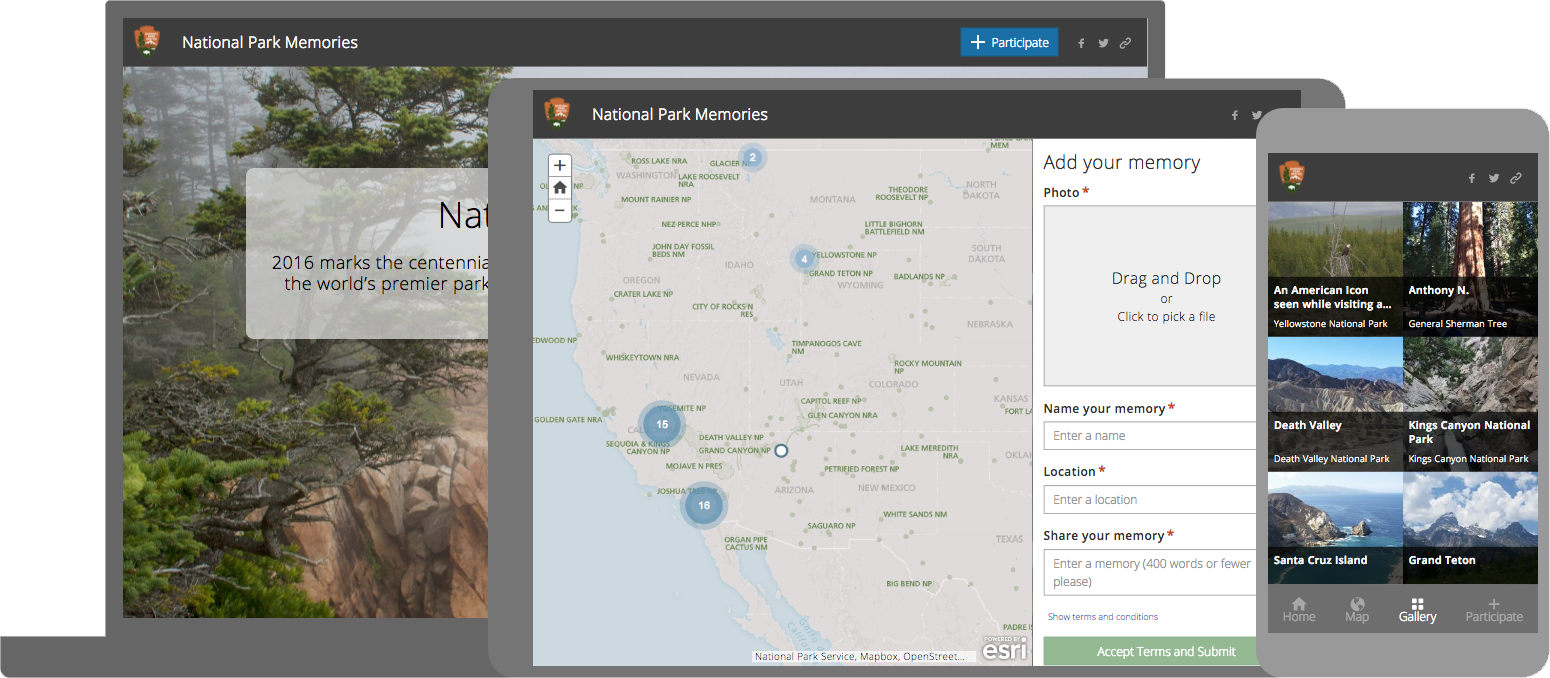 National Park Memories
+ Participate
Nat
2016 marks the centennia
the world's premier park
National Park Memories
Add your memory
Photo *
Drag and Drop
or
Click to pick a file
Name your memory *
Enter a name
Location *
Enter a location
Share your memory *
Enter a memory (400 words or fewer
please)
Show terms and conditions
Accept Terms and Submit
+
−
2
MEM
ROSS LAKE NRA
GLACIER
WASHINGTON
LAKE ROOSEVELT
NRA
NP
MOUNT RAINIER NP
THEODORE
ROOSEVELT NP
NORTH
DAKOTA
MONTANA
NEZ PERCE NHP
LITTLE BIGHORN
BATTLEFIELD NM
JOHN DAY FOSSIL
BEDS NM
4
YELLOWSTONE NP
SOUTH
DAKOTA
IDAHO
GRAND TETON NP
BADLANDS NP
OREGON
WYOMING
CRATER LAKE NP
CITY OF ROCKS N
RES
NEBRASKA
EDWOOD NP
TIMPANOGOS CAVE
NM
WHISKEYTOWN NRA
ROCKY MOUNTAIN
NP
NEVADA
UTAH
COLORADO
CAPITOL REEF NP
KANSAS
YOSEMITE NP
GLEN CANYON NRA
FORT LA
GOLDEN GATE NRA
15
CAL
DEATH VALLEY NP
SEQUOIA & KINGS
CANYON NP
GRAND CANYON NP
LAKE MEREDITH
NRA
OKLA
MOJAVE N PRES
PETRIFIED FOREST NP
JOSHUA TREE NP
ARIZONA
NEW MEXICO
16
WHITE SANDS NM
SAGUARO NP
ORGAN PIPE
CACTUS NM
TEXAS
BIG BEND NP
Golfo de
California
PADRE IS
POWERED BY
esri
National Park Service, Mapbox, OpenStreet...
An American Icon
seen while visiting a...
Yellowstone National Park
Anthony N.
General Sherman Tree
Death Valley
Death Valley National Park
Kings Canyon National
Park
Kings Canyon National Park
Santa Cruz Island
Grand Teton
Home
Map
Gallery
Participate